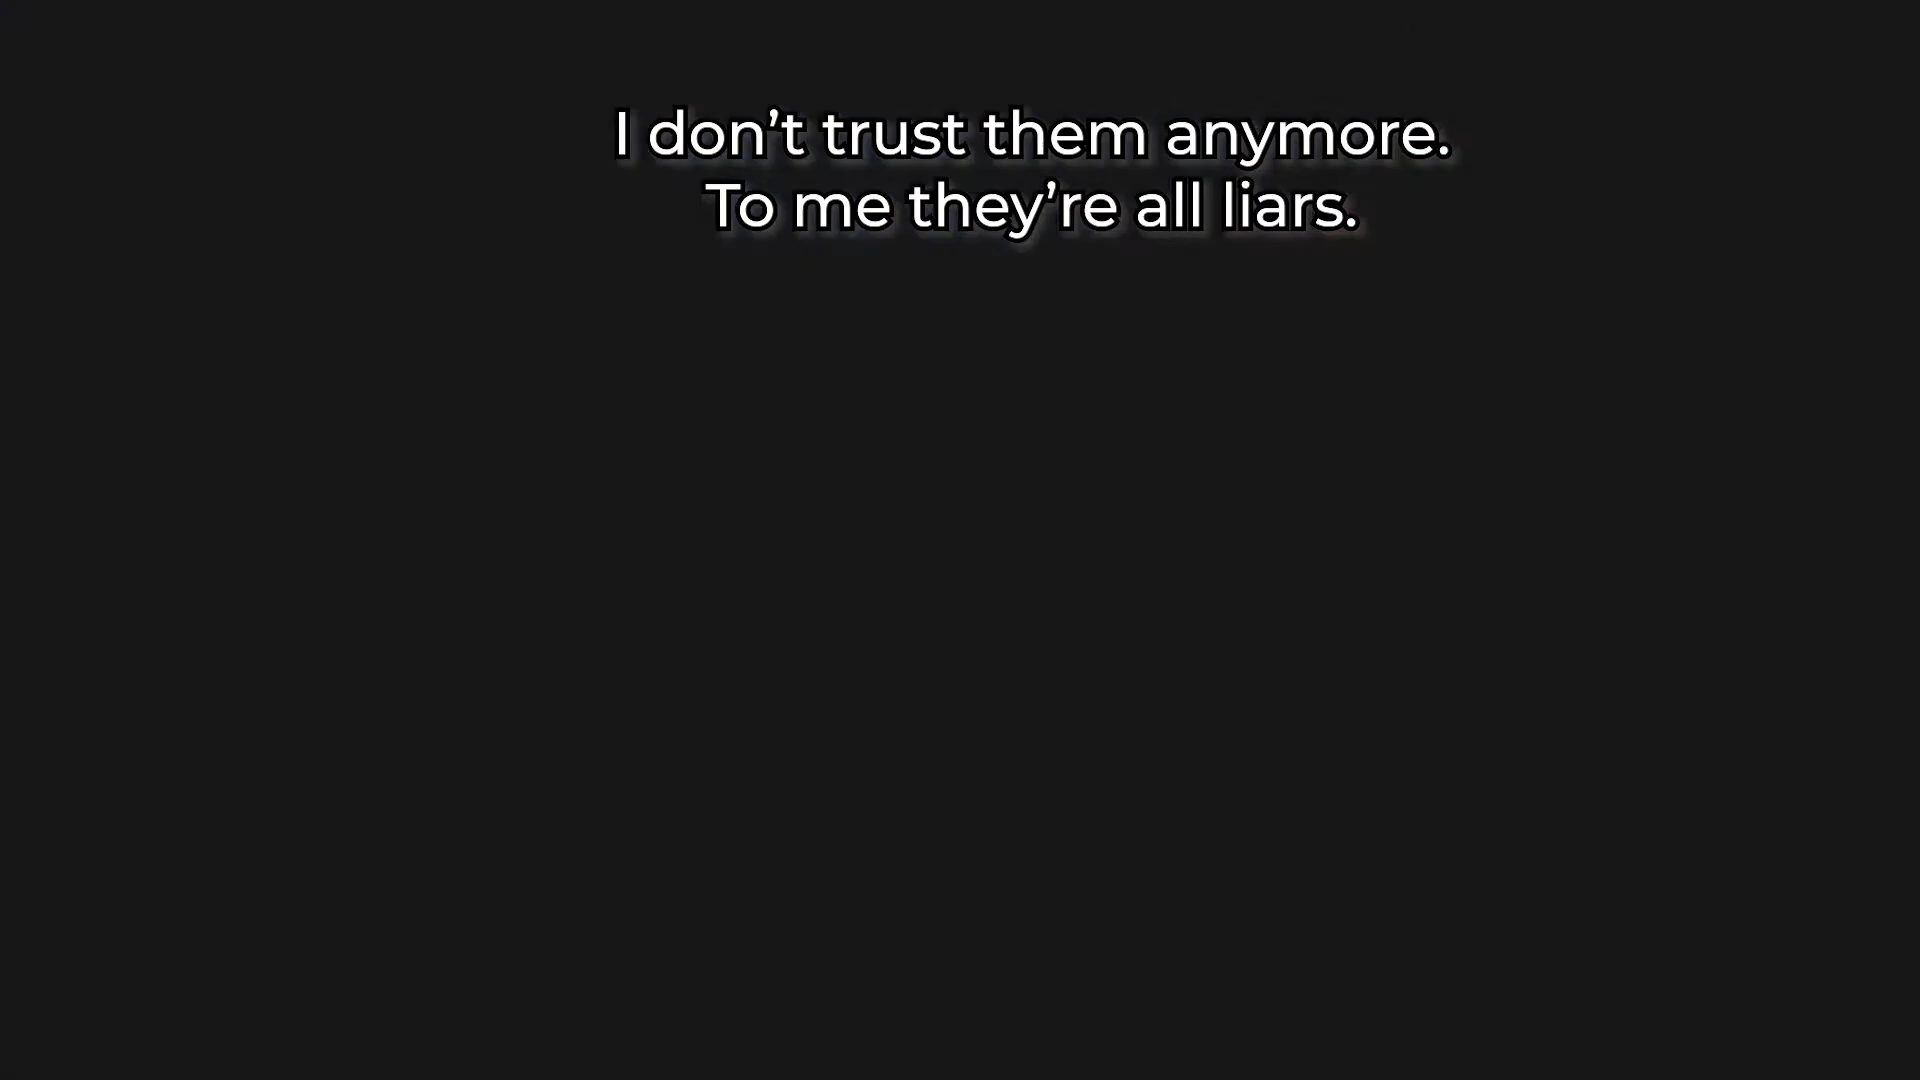 I don’t trust them anymore.
To me they’re all liars.